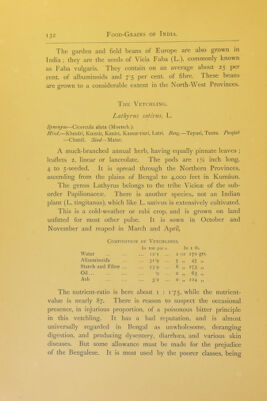 132 FOOD-GRAINS OF INDIA.
The garden and field beans of Europe are also grown in
India; they are the seeds of Vicia Faba (L.), commonly known
as Faba vulgaris. They contain on an average about 25 per
cent. of albuminoids and 7·5 per cent. of fibre. These beans
are grown to a considerable extent in the North-West Provinces.
THE VETCHLING.
Lathyrus sativus, L.
Synonym—Cicercula alata (Moench.).
Hind.—Khesári, Kassúr, Kasári, Kassartiuri, Latri. Beng.—Teyuri, Teora. Punjab
—Charál. Sind—Mattar.
A much-branched annual herb, having equally pinnate leaves;
leaflets 2, linear or lanceolate. The pods are 1½ inch long,
4 to 5-seeded. It is spread through the Northern Provinces,
ascending from the plains of Bengal to 4,000 feet in Kumáun.
The genus Lathyrus belongs to the tribe Vicieæ of the sub-
order Papilionaceæ. There is another species, not an Indian
plant (L. tingitanus), which like L. sativus is extensively cultivated.
This is a cold-weather or rabi crop, and is grown on land
unfitted for most other pulse. It is sown in October and
November and reaped in March and April.
COMPOSITION OF VETCHLINGS.
In 100 parts. In 1 lb.
Water
Albuminoids
Starch and Fibre
Oil
Ash
The nutrient-ratio is here about 1 : 1·75, while the nutrient-
value is nearly 87. There is reason to suspect the occasional
presence, in injurious proportion, of a poisonous bitter principle
in this vetchling. It has a bad reputation, and is almost
universally regarded in Bengal as unwholesome, deranging
digestion, and producing dysentery, diarrhœa, and various skin
diseases. But some allowance must be made for the prejudice
of the Bengalese. It is most used by the poorer classes, being